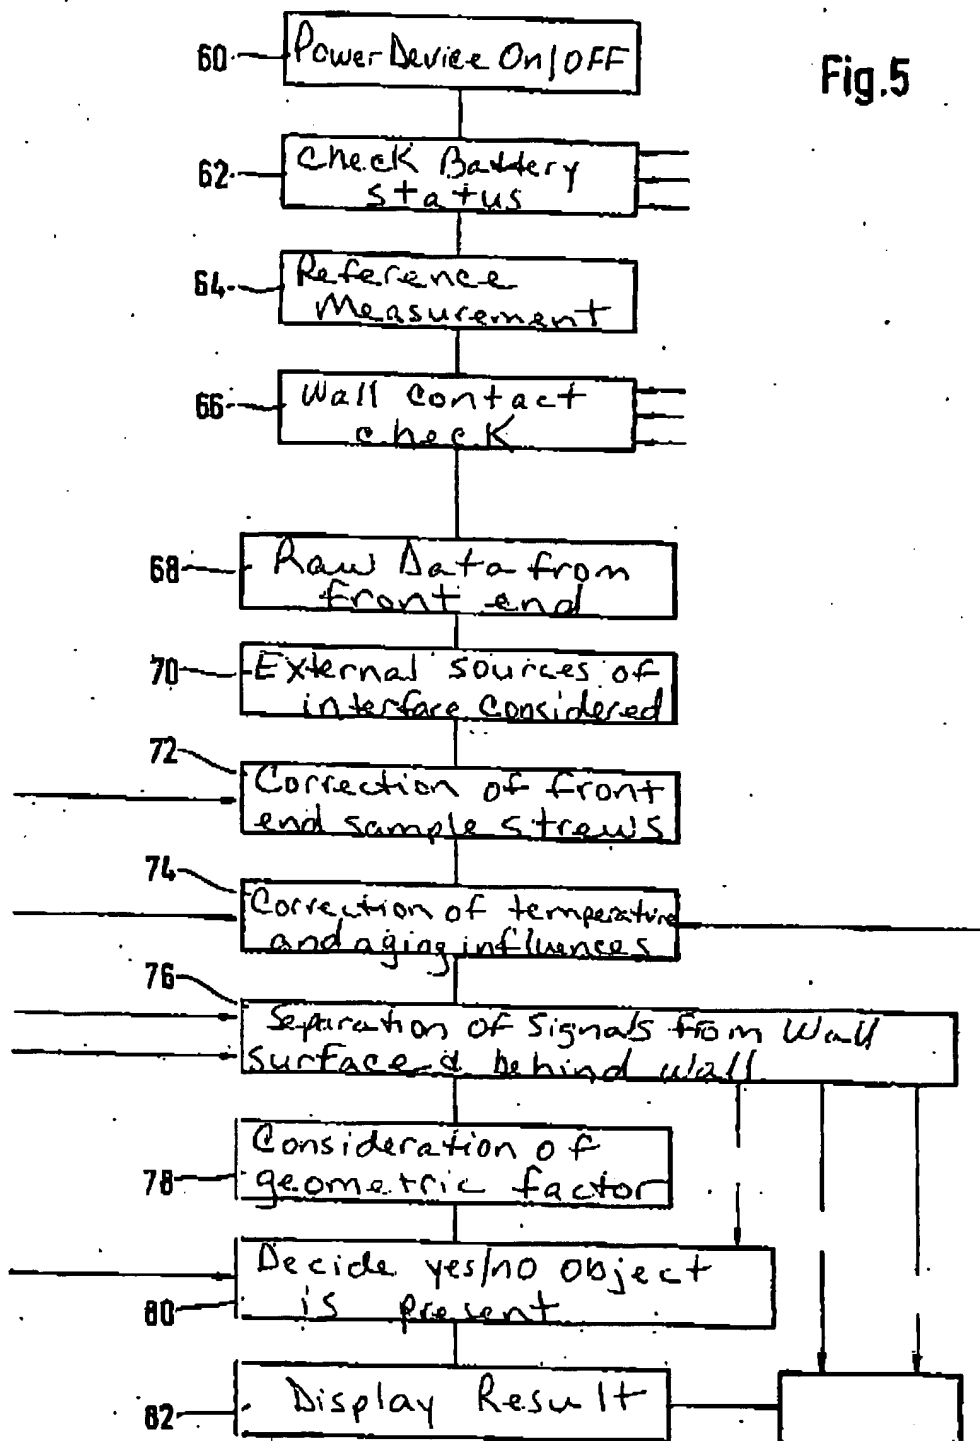 Fig.5
60
Power Device On/OFF
62
Check Battery
status
64
Reference
Measurement
66
Wall Contact
check
68
Raw Data from
front end
70
External sources of
interface considered
72
Correction of front
end sample strews
74
Correction of temperature
and aging influences
76
Separation of signals from Wall
surface & behind wall
78
Consideration of
geometric factor
80
Decide yes/no object
is present
82
Display Result